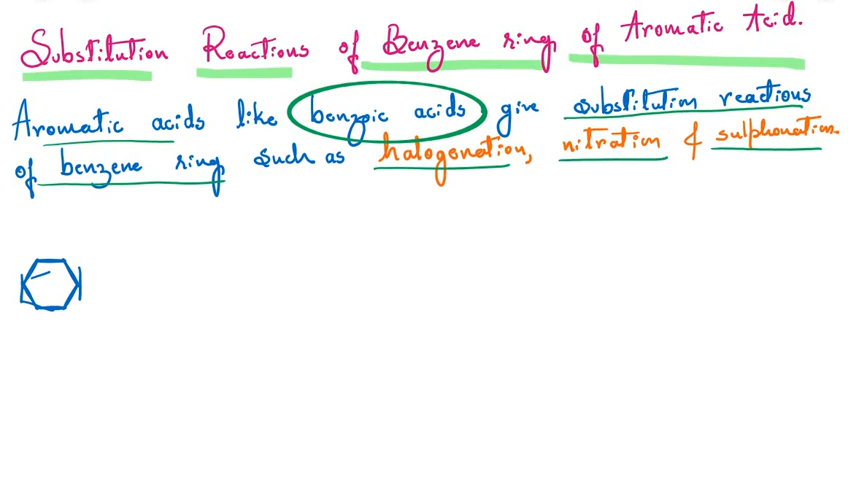 Substitution Reactions of Benzene ring of Aromatic Acid.
Aromatic acids like benzoic acids give substitution reactions
of benzene ring such as halogenation, nitration & sulphonation.